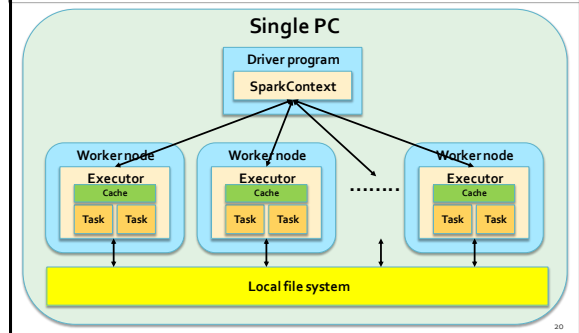 Single PC
Driver program
SparkContext
Worker node
Executor
Cache
Task Task
Worker node
Executor
Cache
Task Task
........
Worker node
Executor
Cache
Task Task
Local file system
20